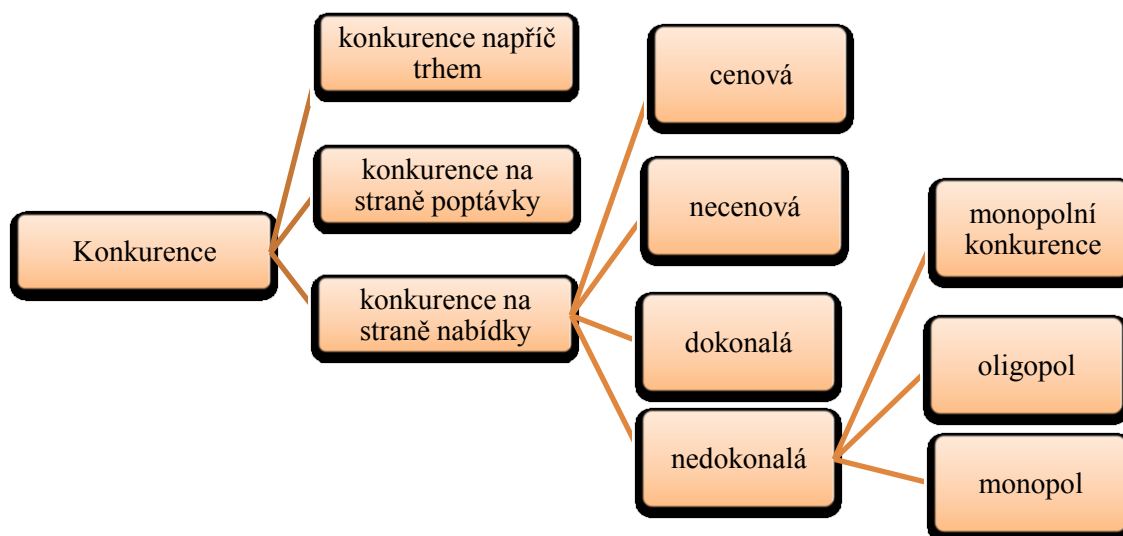 Konkurence
konkurence napříč
trhem
konkurence na
straně poptávky
konkurence na
straně nabídky
cenová
necenová
dokonalá
nedokonalá
monopolní
konkurence
oligopol
monopol